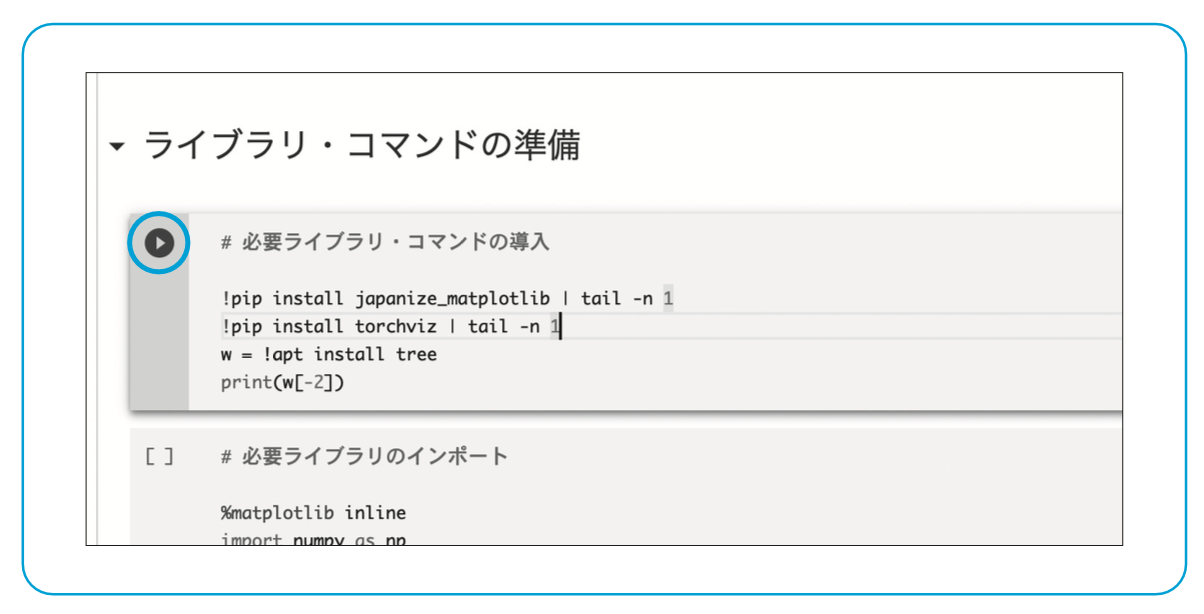 ライブラリ・コマンドの準備
# 必要ライブラリ・コマンドの導入
!pip install japanize_matplotlib | tail -n 1
!pip install torchviz | tail -n 1
w = !apt install tree
print(w[-2])
[ ] # 必要ライブラリのインポート
%matplotlib inline
import numpy as np